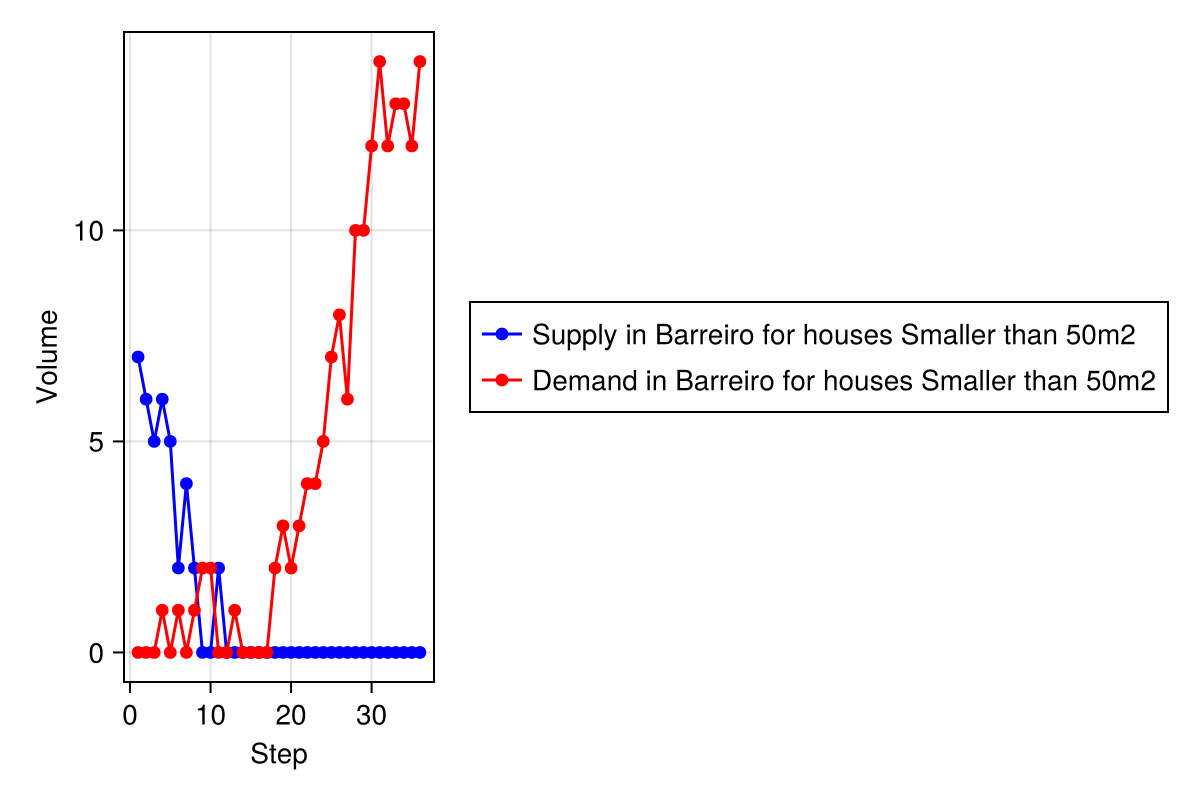 Volume
10
5
0
0 10 20 30
Step
Supply in Barreiro for houses Smaller than 50m2
Demand in Barreiro for houses Smaller than 50m2